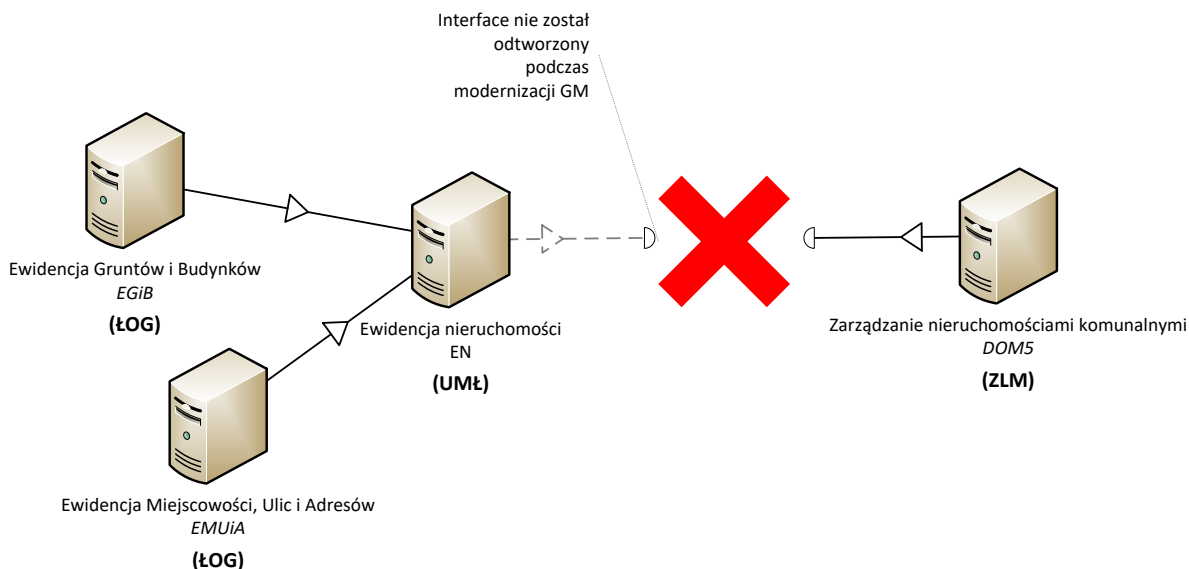 Interface nie został
odtworzony
podczas
modernizacji GM
Ewidencja Gruntów i Budynków
EGiB
(ŁOG)
Ewidencja nieruchomości
EN
(UMŁ)
Zarządzanie nieruchomościami komunalnymi
DOM5
(ZLM)
Ewidencja Miejscowości, Ulic i Adresów
EMUiA
(ŁOG)